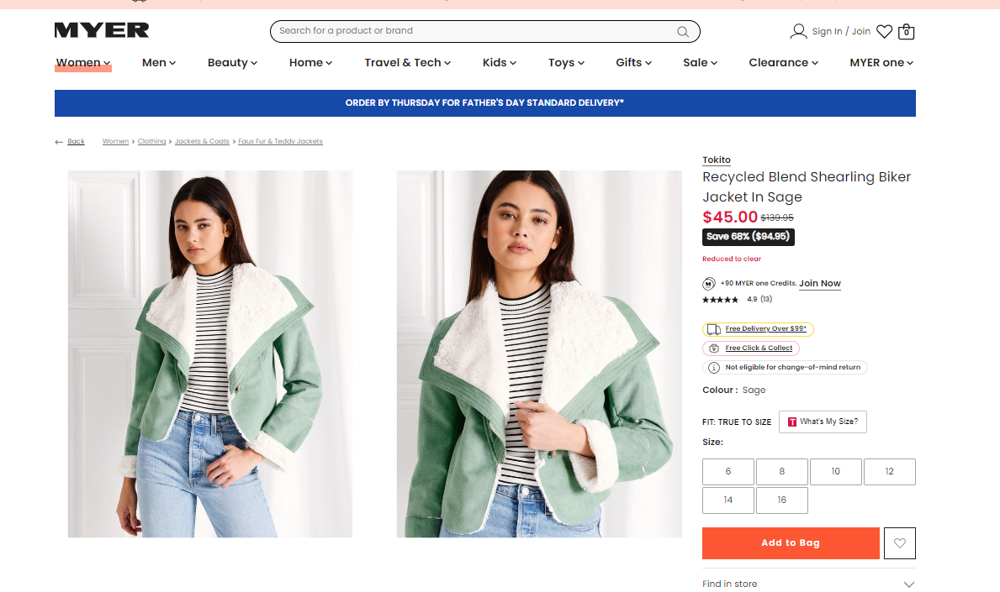 MYER
Search for a product or brand
Sign In / Join
0
Women
Men
Beauty
Home
Travel & Tech
Kids
Toys
Gifts
Sale
Clearance
MYER one
ORDER BY THURSDAY FOR FATHER'S DAY STANDARD DELIVERY*
← Back
Women > Clothing > Jackets & Coats > Faux Fur & Teddy Jackets
Tokito
Recycled Blend Shearling Biker
Jacket In Sage
$45.00 $139.95
Save 68% ($94.95)
Reduced to clear
+90 MYER one Credits. Join Now
4.9 (13)
Free Delivery Over $99*
Free Click & Collect
Not eligible for change-of-mind return
Colour : Sage
FIT: TRUE TO SIZE
T What's My Size?
Size:
6 8 10 12
14 16
Add to Bag
Find in store